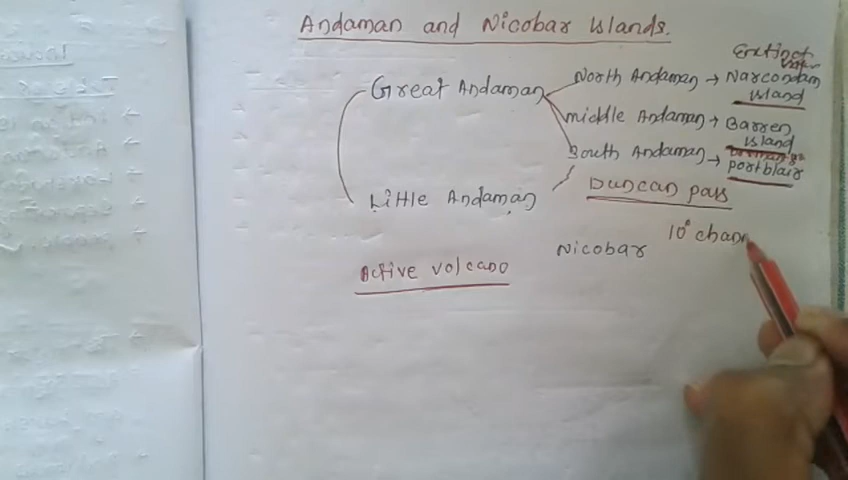 Andaman and Nicobar Islands.
Extinct
Great Andaman
North Andaman → Narcondam
Island
middle Andaman → Barren
Island
South Andaman → Portblair
Little Andaman
Duncan pass
10° chann
Nicobar
Active volcano